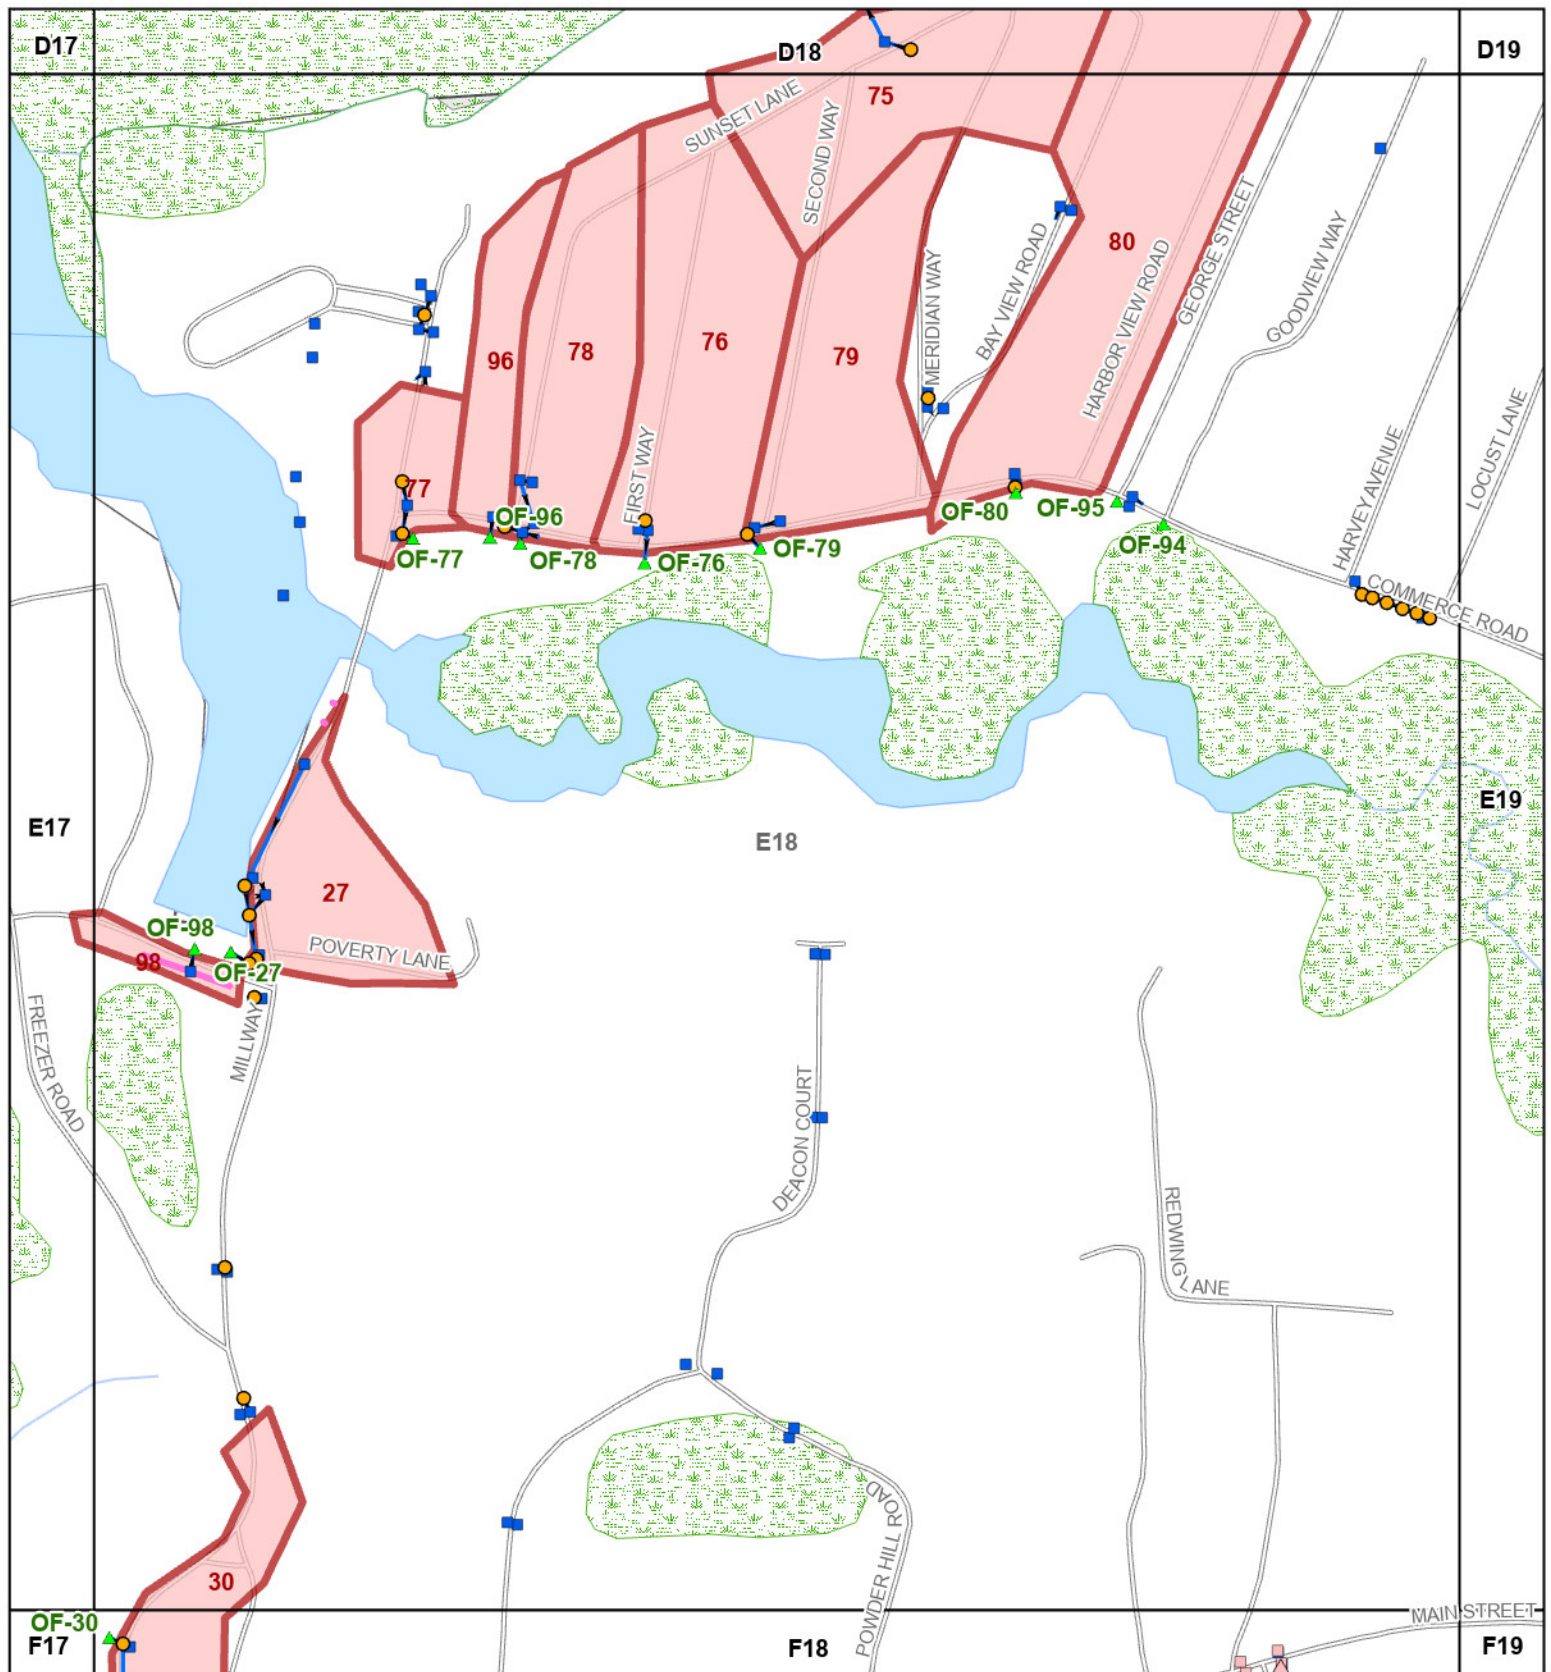 D17
D18
D19
75
SUNSET LANE
SECOND WAY
GEORGE STREET
80
GOODVIEW WAY
HARBOR VIEW ROAD
BAY VIEW ROAD
MERIDIAN WAY
96
78
76
79
HARVEY AVENUE
LOCUST LANE
FIRST WAY
77
OF-96
OF-80
OF-95
OF-77
OF-78
OF-76
OF-79
OF-94
COMMERCE ROAD
E17
E18
E19
27
OF-98
POVERTY LANE
98
OF-27
MILLWAY
FREEZER ROAD
DEACON COURT
REDWING LANE
POWDER HILL ROAD
30
OF-30
F17
F18
MAIN STREET
F19